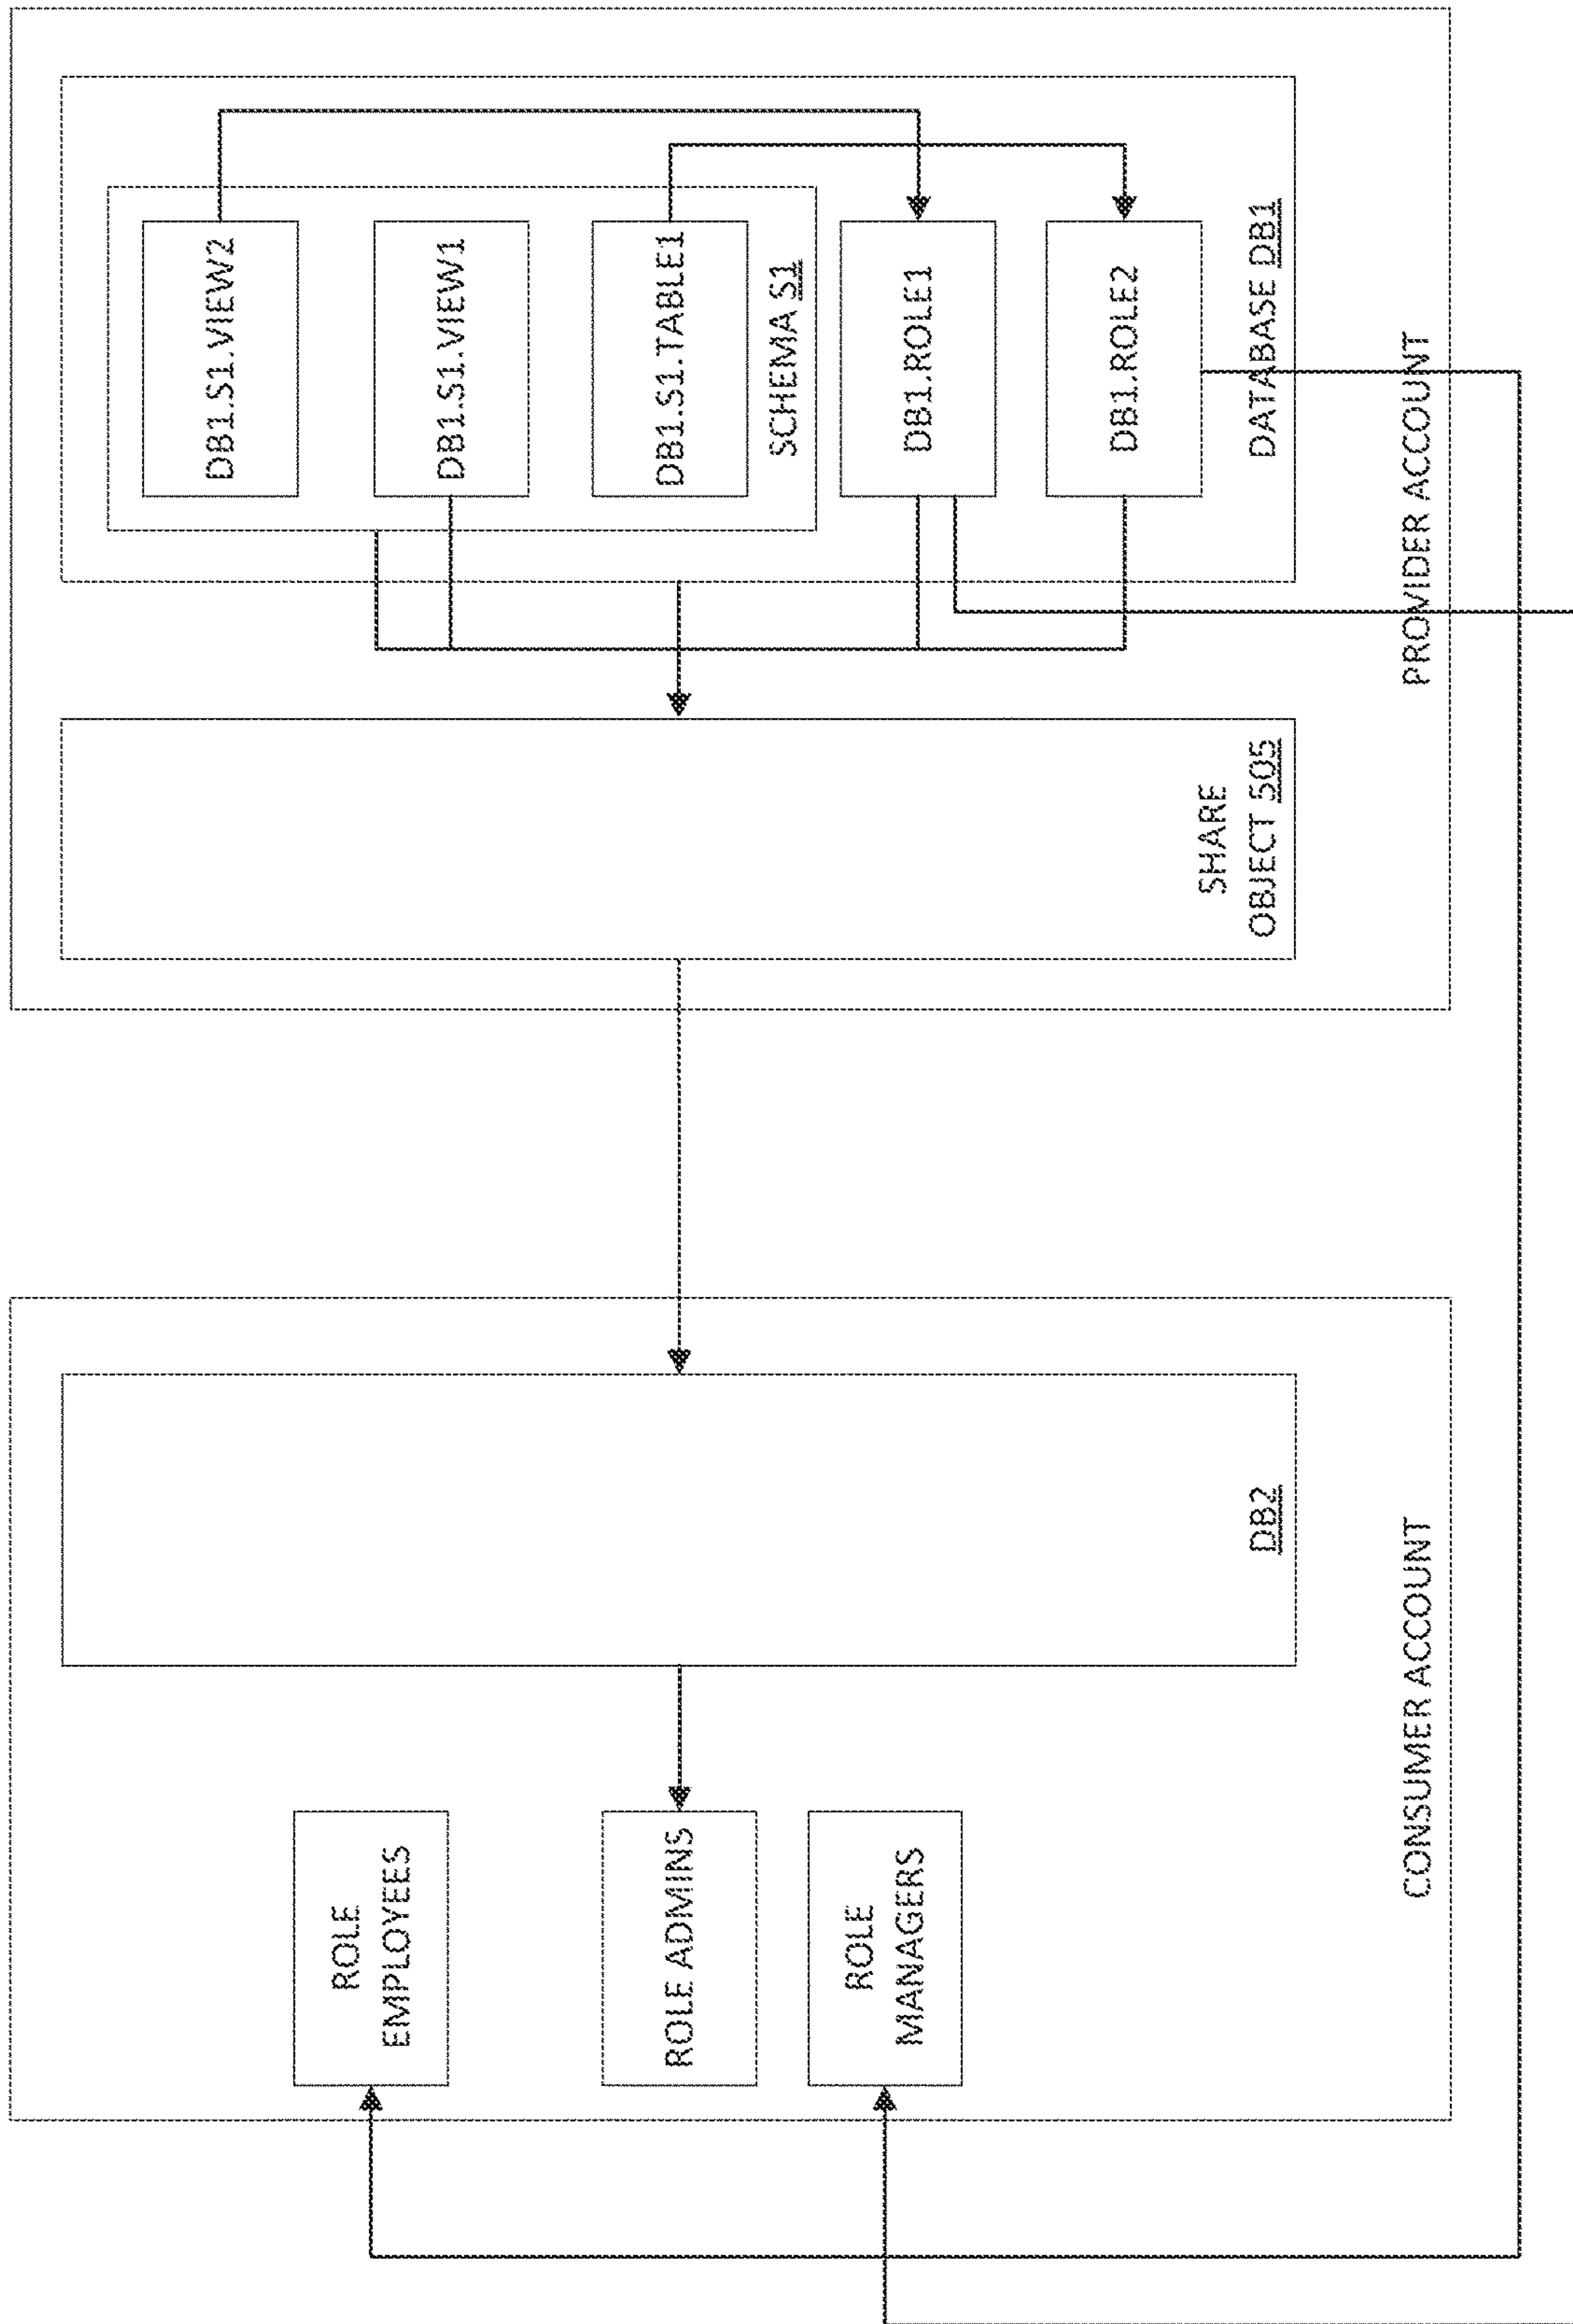 DB1.S1.VIEW2
DB1.S1.VIEW1
DB1.S1.TABLE1
SCHEMA S1
DB1.ROLE1
DB1.ROLE2
DATABASE DB1
PROVIDER ACCOUNT
SHARE
OBJECT 505
DB2
CONSUMER ACCOUNT
ROLE
EMPLOYEES
ROLE ADMINS
ROLE
MANAGERS